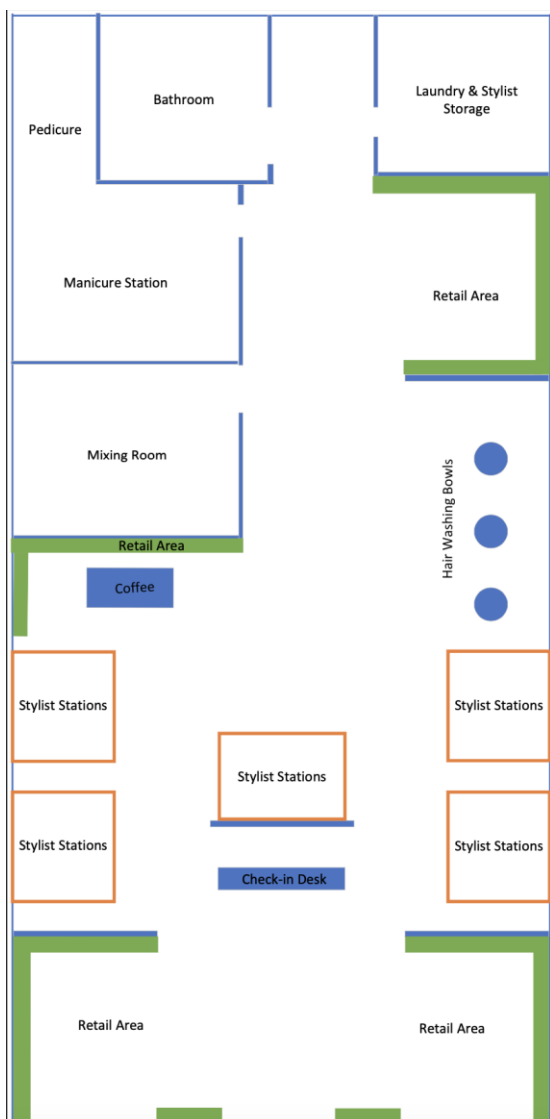 Bathroom
Laundry & Stylist
Storage
Pedicure
Manicure Station
Retail Area
Mixing Room
Hair Washing Bowls
Retail Area
Coffee
Stylist Stations
Stylist Stations
Stylist Stations
Stylist Stations
Stylist Stations
Check-in Desk
Retail Area
Retail Area